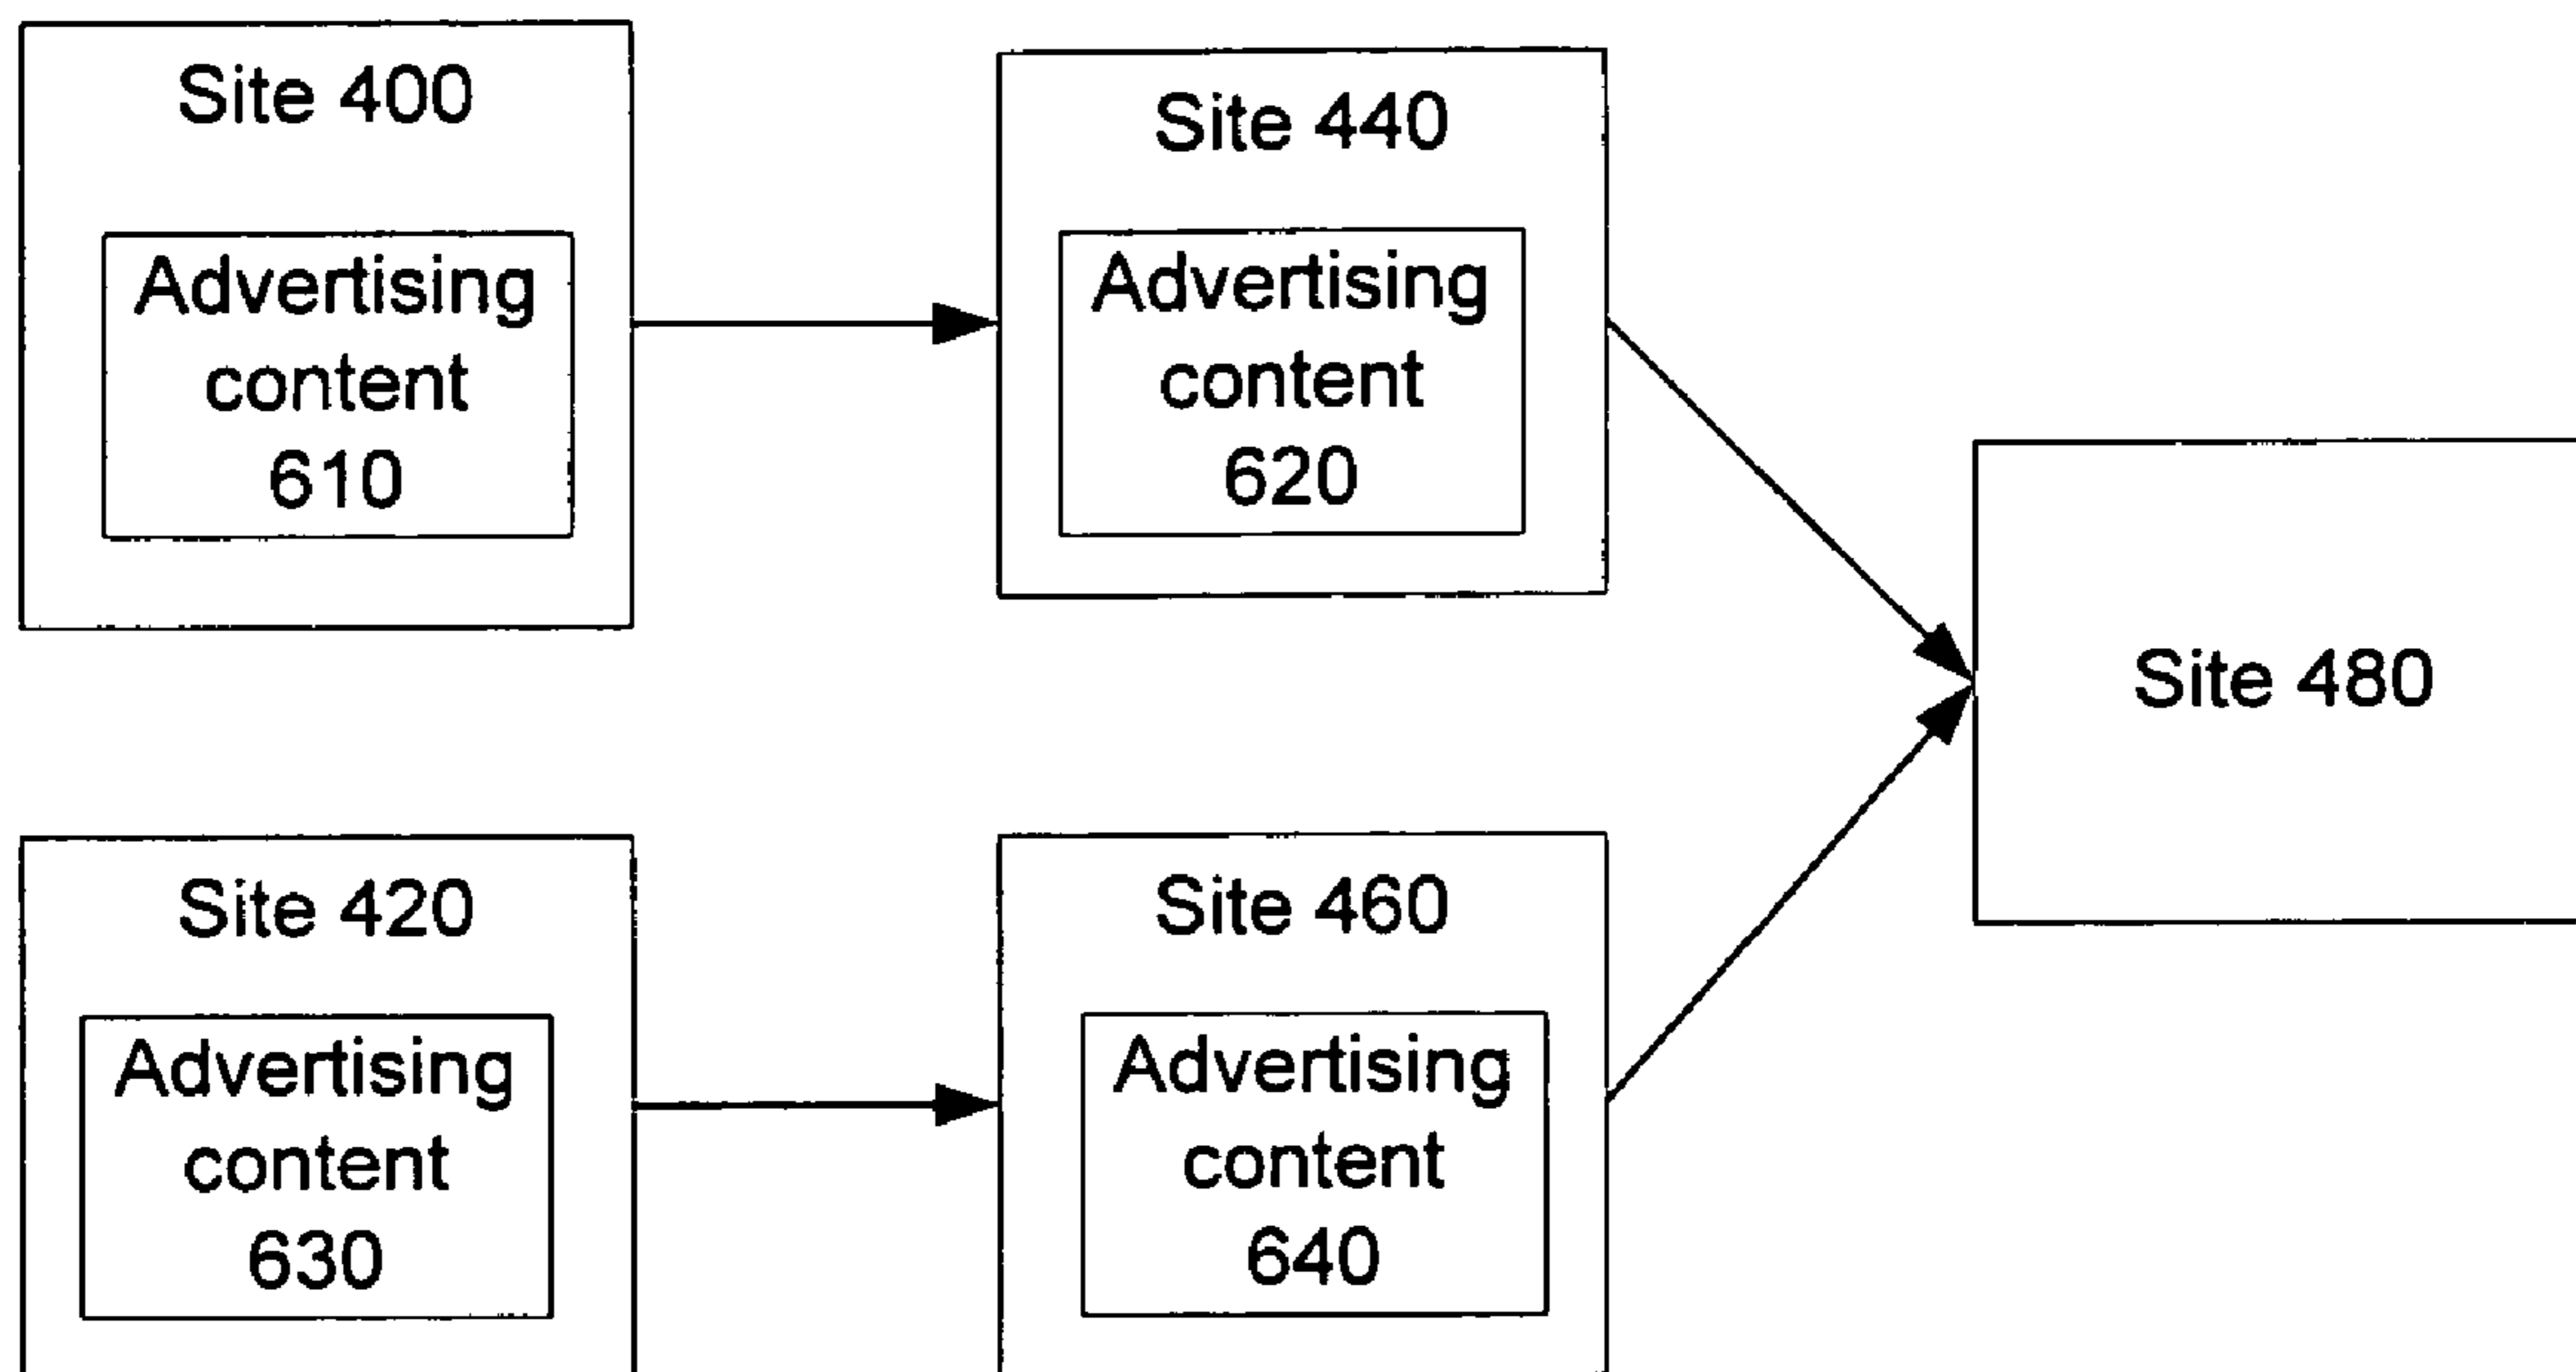 Site 400
Advertising
content
610
Site 440
Advertising
content
620
Site 480
Site 420
Advertising
content
630
Site 460
Advertising
content
640